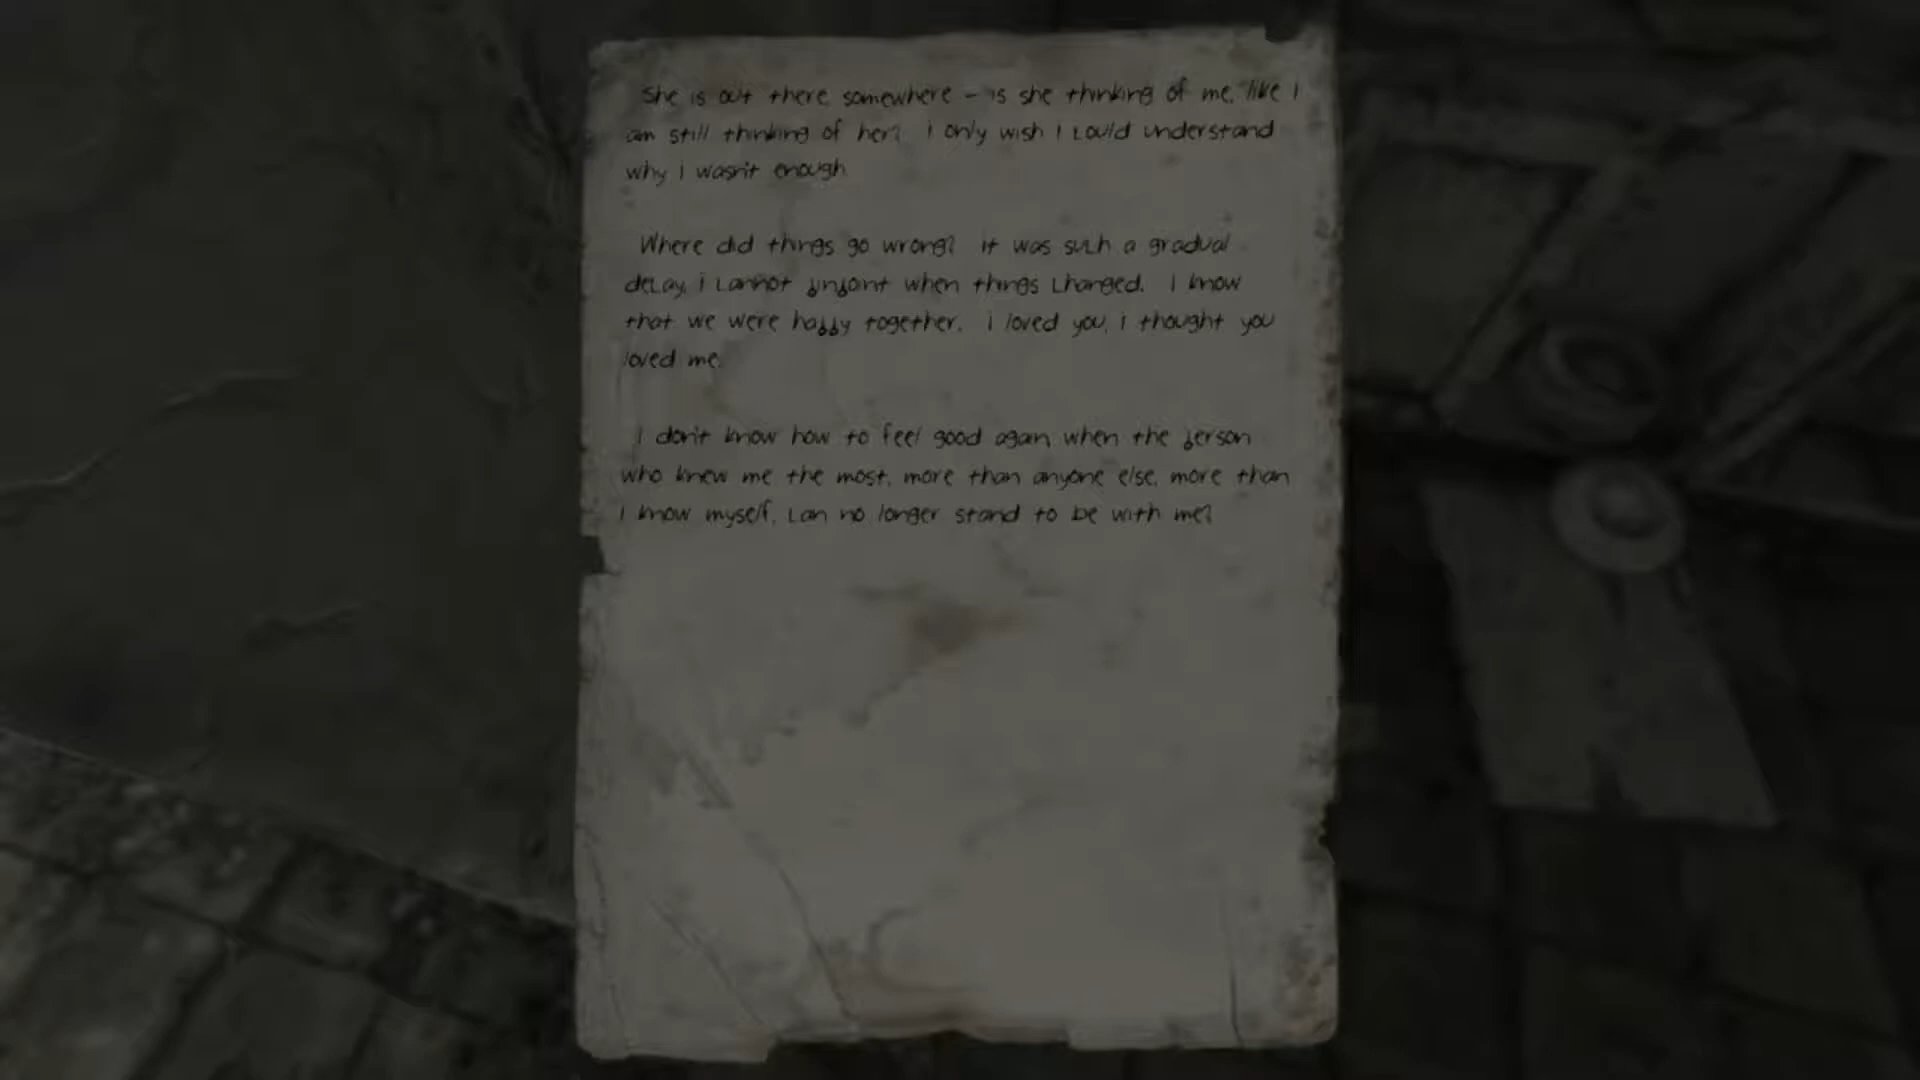 She is out there somewhere - is she thinking of me, like I
am still thinking of her? I only wish I could understand
why I wasn't enough.
Where did things go wrong? It was such a gradual
decay, I cannot pinpoint when things changed. I know
that we were happy together. I loved you, I thought you
loved me.
I don't know how to feel good again when the person
who knew me the most, more than anyone else, more than
I know myself, can no longer stand to be with me?